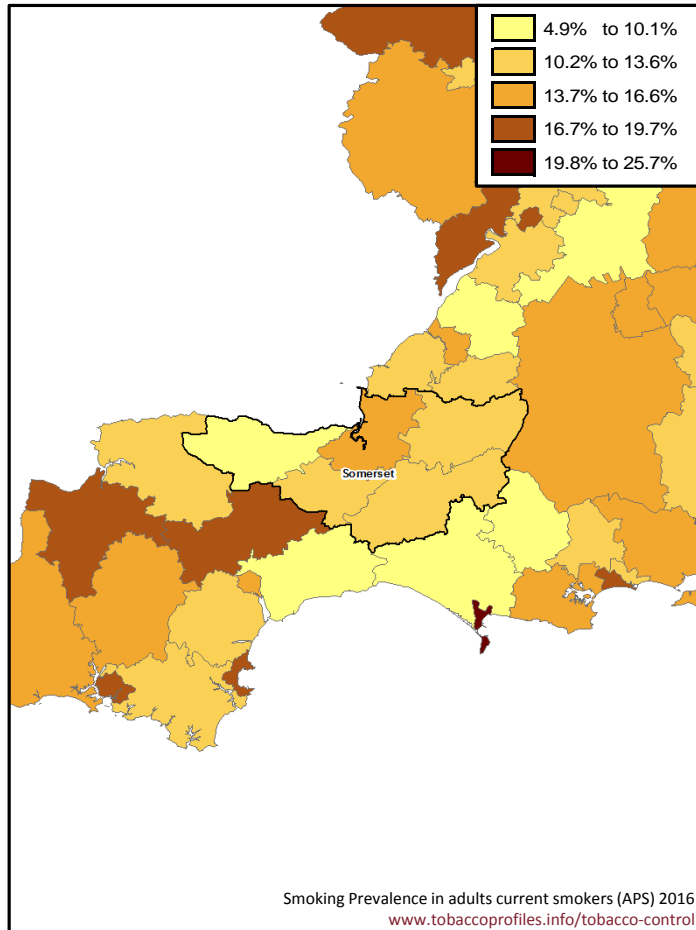 4.9% to 10.1%
10.2% to 13.6%
13.7% to 16.6%
16.7% to 19.7%
19.8% to 25.7%
Somerset
Smoking Prevalence in adults current smokers (APS) 2016
www.tobaccoprofiles.info/tobacco-control